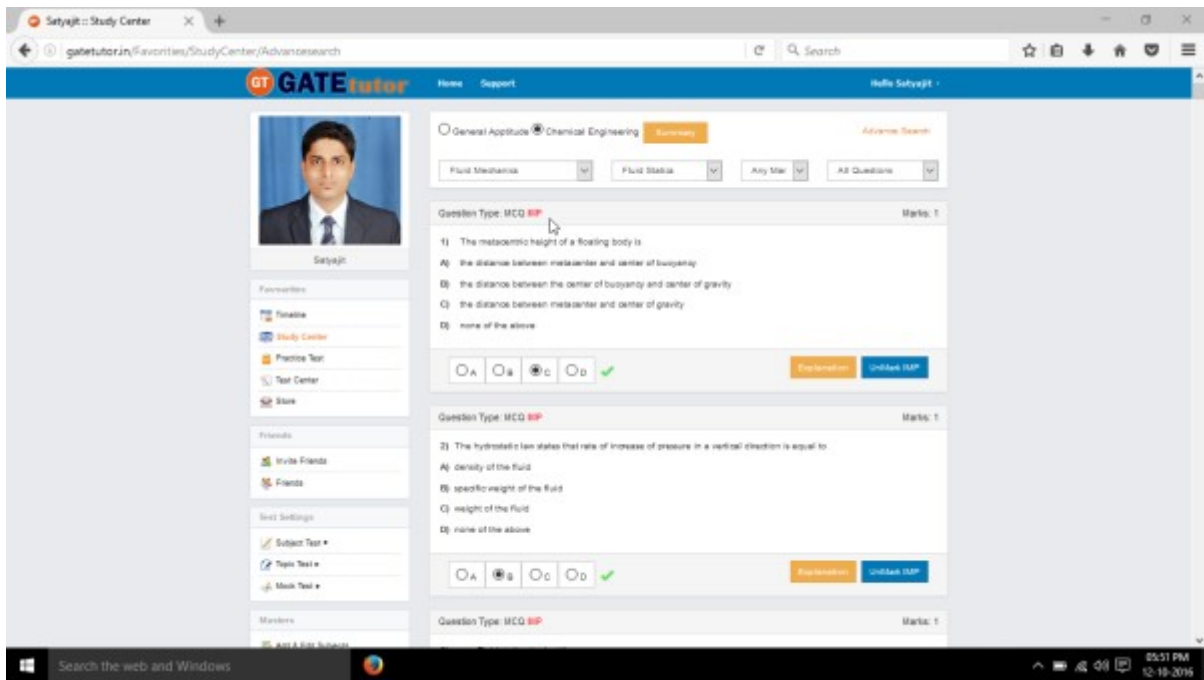 Satyajit :: Study Center
gatetutor.in/Favorities/StudyCenter/Advancesearch
Search
GT GATEtutor
Home Support
Hello Satyajit
General Apptitude Chemical Engineering Summary
Advance Search
Fluid Mechanics Fluid Statics Any Mar All Questions
Satyajit
Favourites
Timeline
Study Center
Practice Test
Test Center
Store
Friends
Invite Friends
Friends
Test Settings
Subject Test
Topic Test
Mock Test
Masters
Add & Edit Subjects
Question Type: MCQ IMP Marks: 1
1) The metacentric height of a floating body is
A) the distance between metacenter and center of buoyancy
B) the distance between the center of buoyancy and center of gravity
C) the distance between metacenter and center of gravity
D) none of the above
A B C D Explanation UnMark IMP
Question Type: MCQ IMP Marks: 1
2) The hydrostatic law states that rate of increase of pressure in a vertical direction is equal to
A) density of the fluid
B) specific weight of the fluid
C) weight of the fluid
D) none of the above
A B C D Explanation UnMark IMP
Question Type: MCQ IMP Marks: 1
Search the web and Windows
05:51 PM
12-10-2016